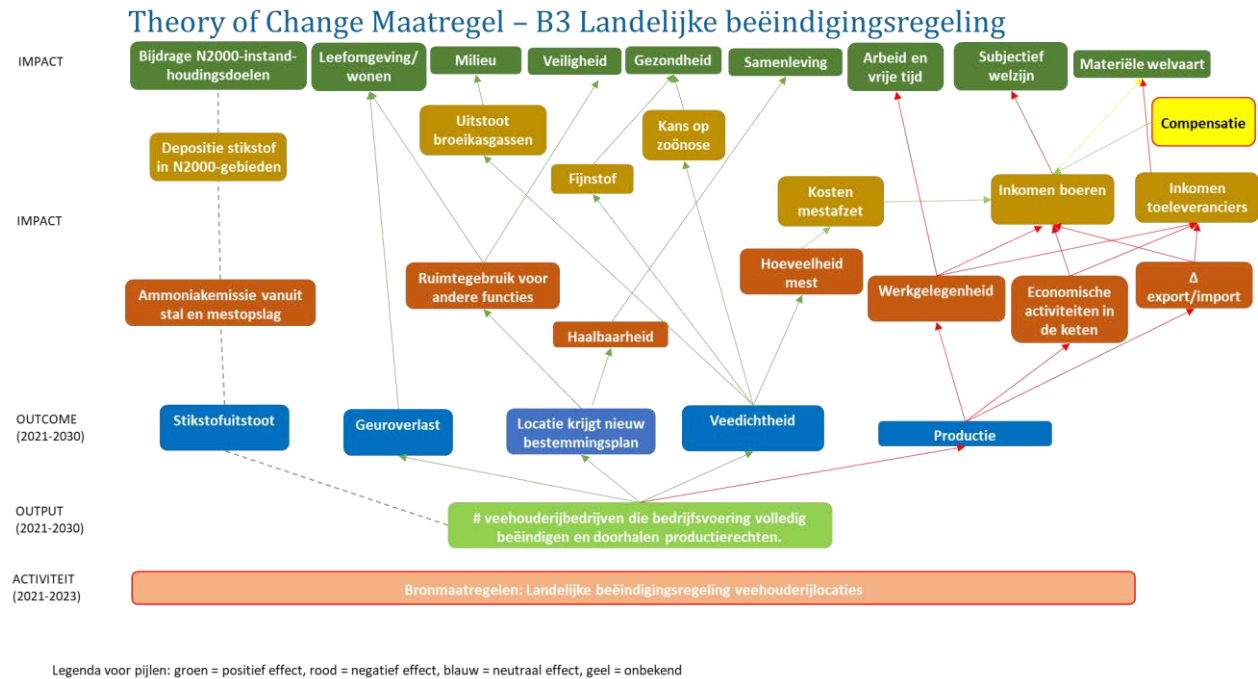 Theory of Change Maatregel – B3 Landelijke beëindigingsregeling
IMPACT
Bijdrage N2000-instand-
houdingsdoelen
Leefomgeving/
wonen
Milieu
Veiligheid
Gezondheid
Samenleving
Arbeid en
vrije tijd
Subjectief
welzijn
Materiële welvaart
Compensatie
Uitstoot
broeikasgassen
Kans op
zoönose
Depositie stikstof
in N2000-gebieden
Fijnstof
IMPACT
Kosten
mestafzet
Inkomen boeren
Inkomen
toeleveranciers
Ammoniakemissie vanuit
stal en mestopslag
Ruimtegebruik voor
andere functies
Haalbaarheid
Hoeveelheid
mest
Werkgelegenheid
Economische
activiteiten in
de keten
Δ
export/import
OUTCOME
(2021-2030)
Stikstofuitstoot
Geuroverlast
Locatie krijgt nieuw
bestemmingsplan
Veedichtheid
Productie
OUTPUT
(2021-2030)
# veehouderijbedrijven die bedrijfsvoering volledig
beëindigen en doorhalen productierechten.
ACTIVITEIT
(2021-2023)
Bronmaatregelen: Landelijke beëindigingsregeling veehouderijlocaties
Legenda voor pijlen: groen = positief effect, rood = negatief effect, blauw = neutraal effect, geel = onbekend